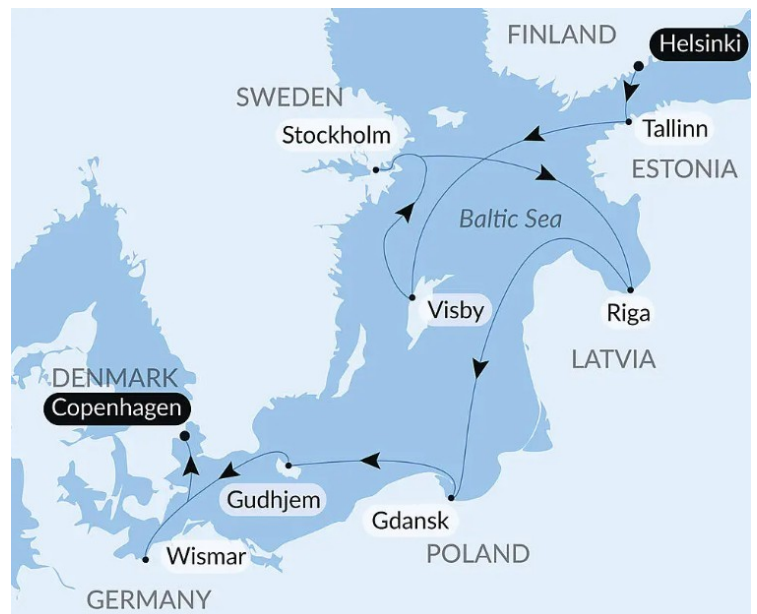 FINLAND
Helsinki
SWEDEN
Stockholm
Tallinn
ESTONIA
Baltic Sea
Visby
Riga
LATVIA
DENMARK
Copenhagen
Gudhjem
Gdansk
Wismar
POLAND
GERMANY